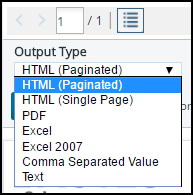 1 / 1
Output Type
HTML (Paginated)
HTML (Paginated)
HTML (Single Page)
PDF
Excel
Excel 2007
Comma Separated Value
Text